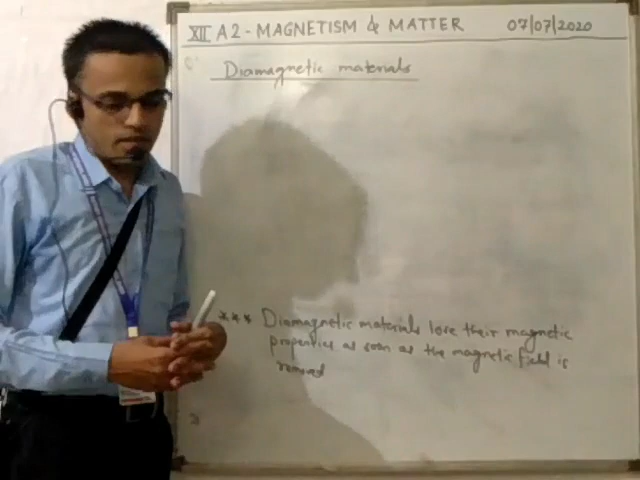 XII A2 - MAGNETISM & MATTER 07/07/2020
Diamagnetic materials
*** Diamagnetic materials lose their magnetic
properties as soon as the magnetic field is